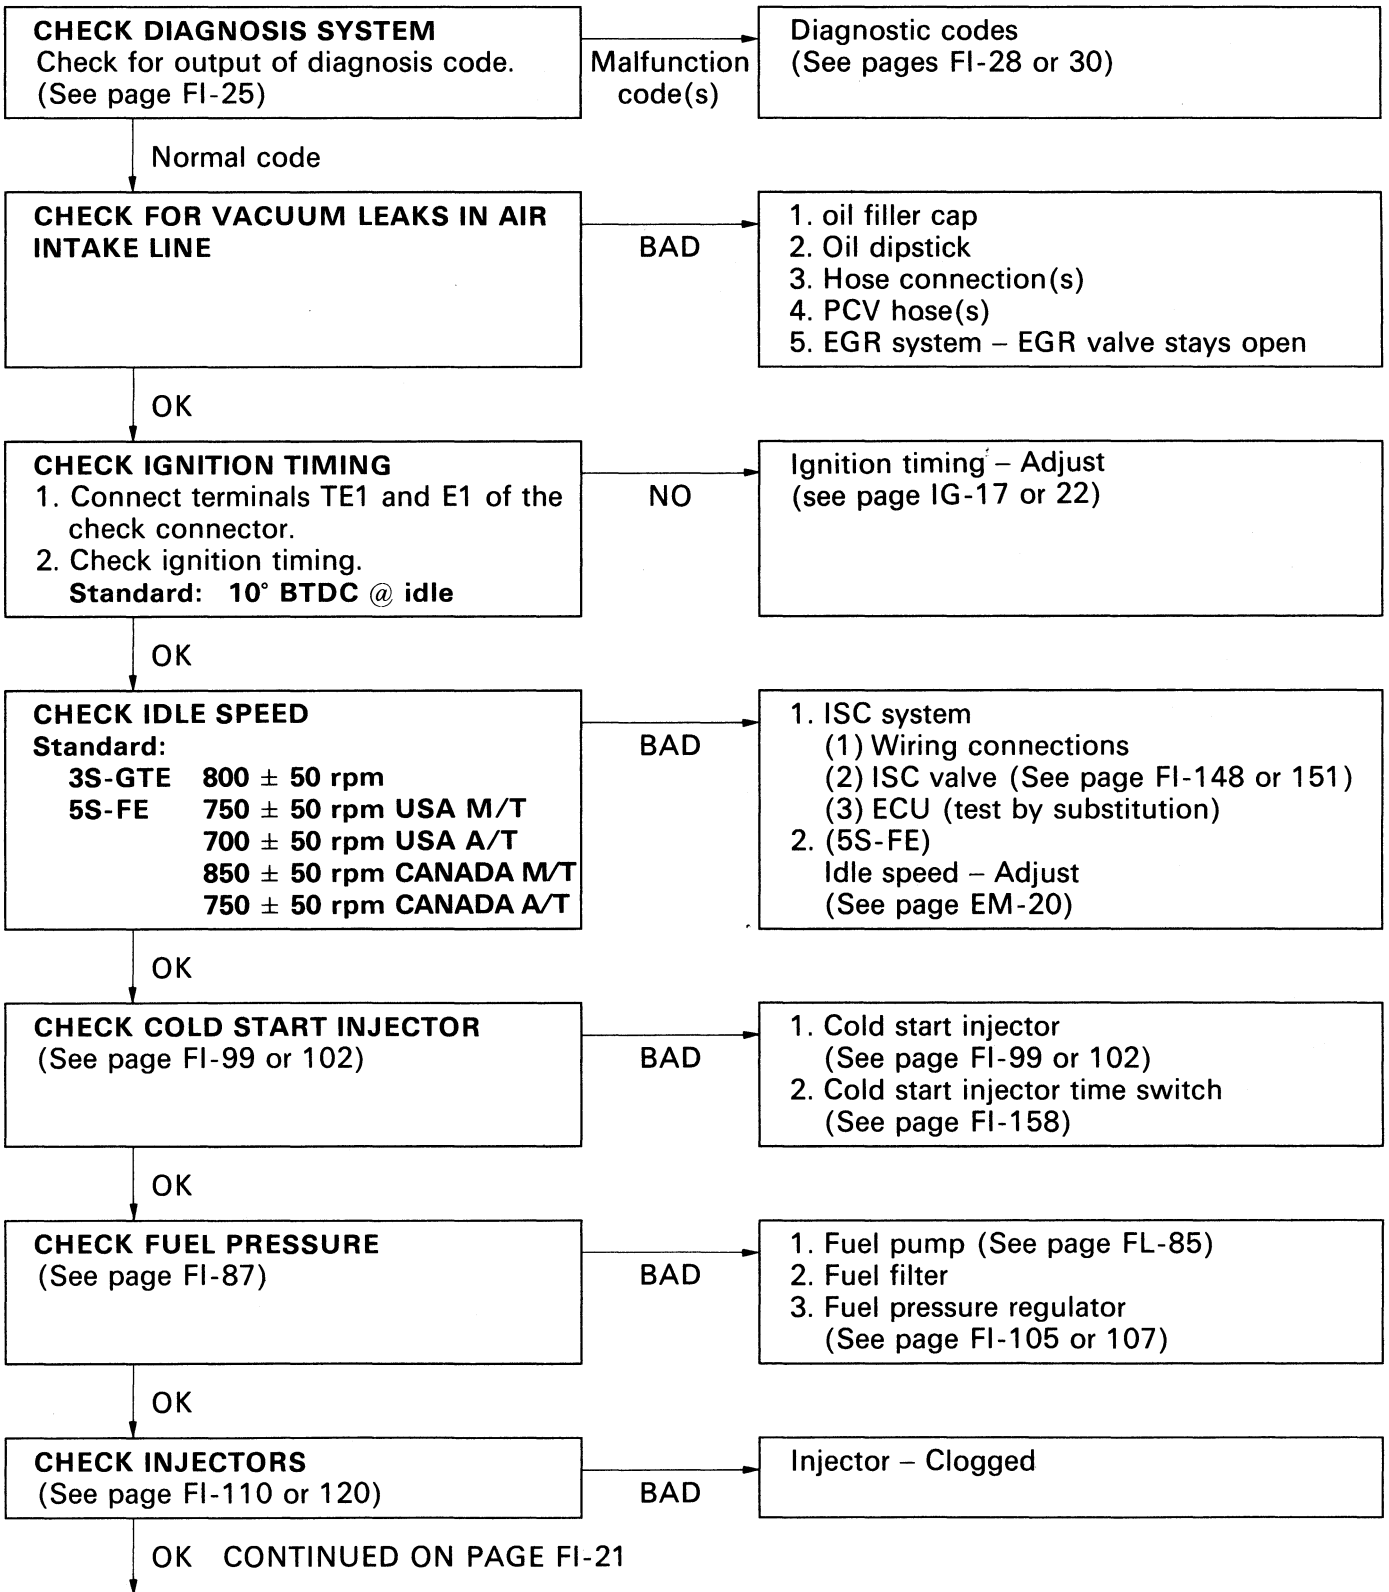 CHECK DIAGNOSIS SYSTEM
Check for output of diagnosis code.
(See page FI-25)
Malfunction
code(s)
Diagnostic codes
(See pages FI-28 or 30)
Normal code
CHECK FOR VACUUM LEAKS IN AIR
INTAKE LINE
BAD
1. oil filler cap
2. Oil dipstick
3. Hose connection(s)
4. PCV hose(s)
5. EGR system – EGR valve stays open
OK
CHECK IGNITION TIMING
1. Connect terminals TE1 and E1 of the
check connector.
2. Check ignition timing.
Standard: 10° BTDC @ idle
NO
Ignition timing – Adjust
(see page IG-17 or 22)
OK
CHECK IDLE SPEED
Standard:
3S-GTE 800 ± 50 rpm
5S-FE 750 ± 50 rpm USA M/T
700 ± 50 rpm USA A/T
850 ± 50 rpm CANADA M/T
750 ± 50 rpm CANADA A/T
BAD
1. ISC system
(1) Wiring connections
(2) ISC valve (See page FI-148 or 151)
(3) ECU (test by substitution)
2. (5S-FE)
Idle speed – Adjust
(See page EM-20)
OK
CHECK COLD START INJECTOR
(See page FI-99 or 102)
BAD
1. Cold start injector
(See page FI-99 or 102)
2. Cold start injector time switch
(See page FI-158)
OK
CHECK FUEL PRESSURE
(See page FI-87)
BAD
1. Fuel pump (See page FL-85)
2. Fuel filter
3. Fuel pressure regulator
(See page FI-105 or 107)
OK
CHECK INJECTORS
(See page FI-110 or 120)
BAD
Injector – Clogged
OK CONTINUED ON PAGE FI-21